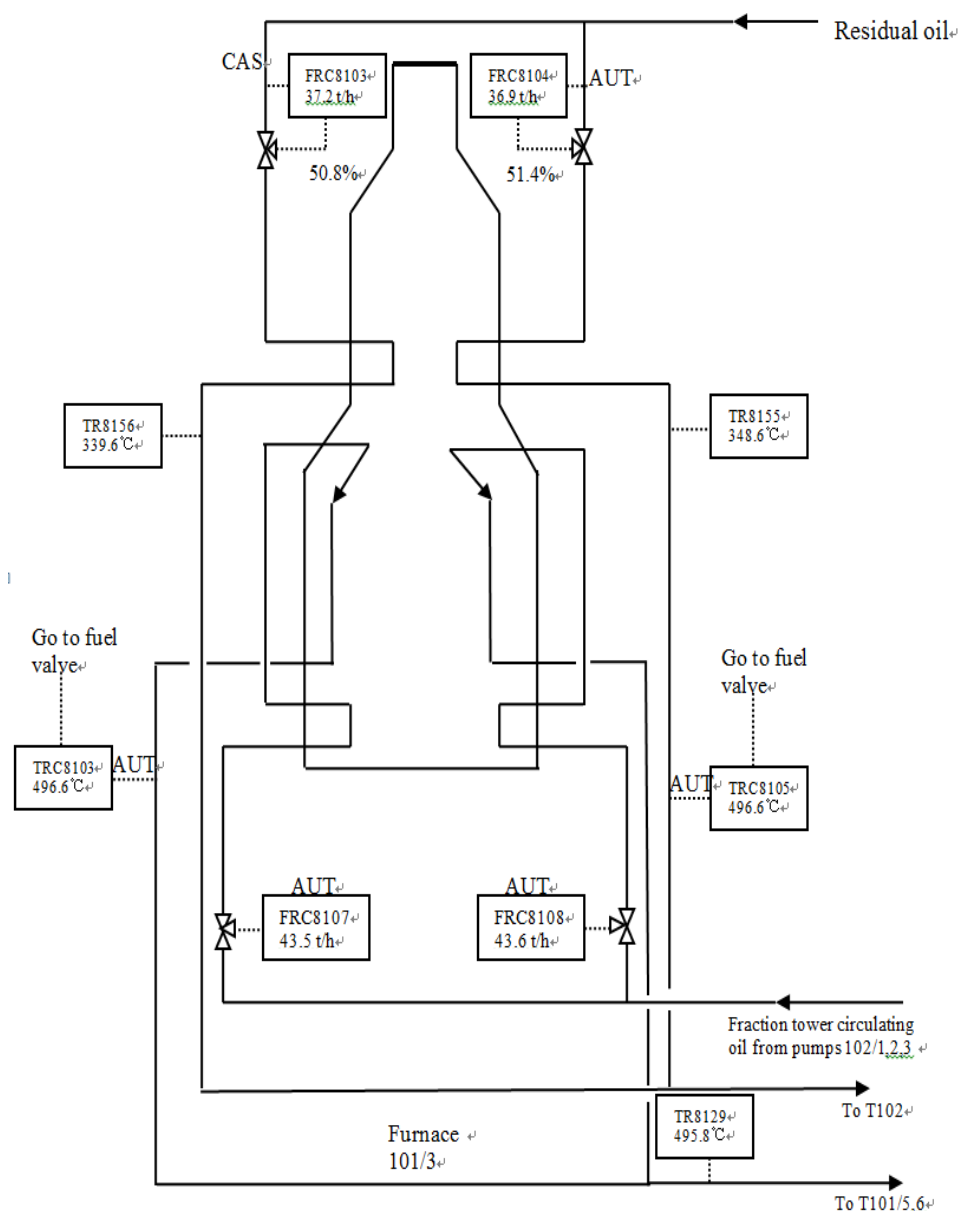 Residual oil↵
CAS↵
FRC8103↵
37.2 t/h↵
FRC8104↵
36.9 t/h↵
AUT↵
50.8%↵
51.4%↵
TR8156↵
339.6℃↵
TR8155↵
348.6℃↵
Go to fuel
valve↵
Go to fuel
valve↵
TRC8103↵
496.6℃↵
AUT↵
AUT↵
TRC8105↵
496.6℃↵
AUT↵
FRC8107↵
43.5 t/h↵
AUT↵
FRC8108↵
43.6 t/h↵
Fraction tower circulating
oil from pumps 102/1,2,3 ↵
To T102↵
TR8129↵
495.8℃↵
Furnace ↵
101/3↵
To T101/5,6↵